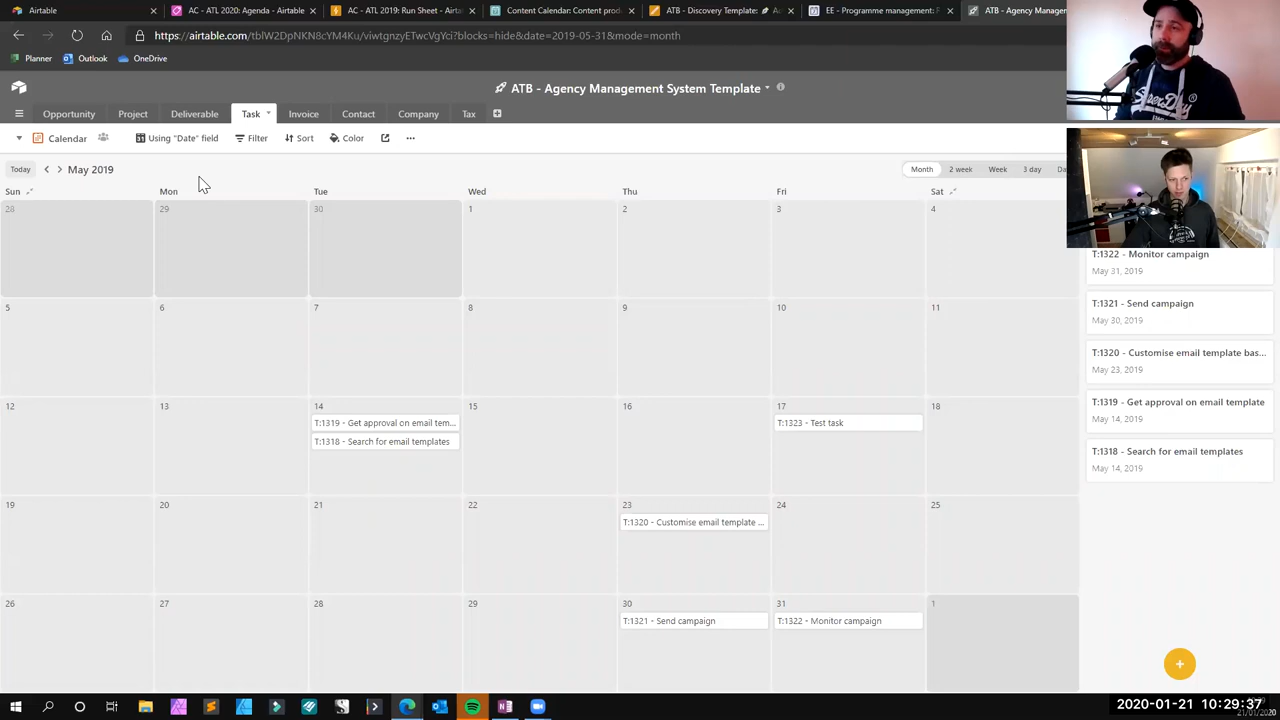 Airtable
AC - ATL 2020: Agenda - Airtable
AC - ATL 2019: Run Sheet - Airta
Content Calendar: Content produ
ATB - Discovery Template:
EE - Programme management: P
ATB - Agency Manageme
https://airtable.com/tblW2DpNKN8cYM4Ku/viwtgnzyETwcVgYci?blocks=hide&date=2019-05-31&mode=month
Planner Outlook OneDrive
ATB - Agency Management System Template
Opportunity Project Deliverable Task Invoice Contact Company Tax
Calendar Using "Date" field Filter Sort Color
Today May 2019 Month 2 week Week 3 day
Sun Mon Tue Wed Thu Fri Sat
28 29 30 1 2 3 4
5 6 7 8 9 10 11
12 13 14 15 16 17 18
T:1319 - Get approval on email tem... T:1323 - Test task
T:1318 - Search for email templates
19 20 21 22 23 24 25
T:1320 - Customise email template ...
26 27 28 29 30 31 1
T:1321 - Send campaign T:1322 - Monitor campaign
T:1322 - Monitor campaign
May 31, 2019
T:1321 - Send campaign
May 30, 2019
T:1320 - Customise email template bas...
May 23, 2019
T:1319 - Get approval on email template
May 14, 2019
T:1318 - Search for email templates
May 14, 2019
2020-01-21 10:29:37